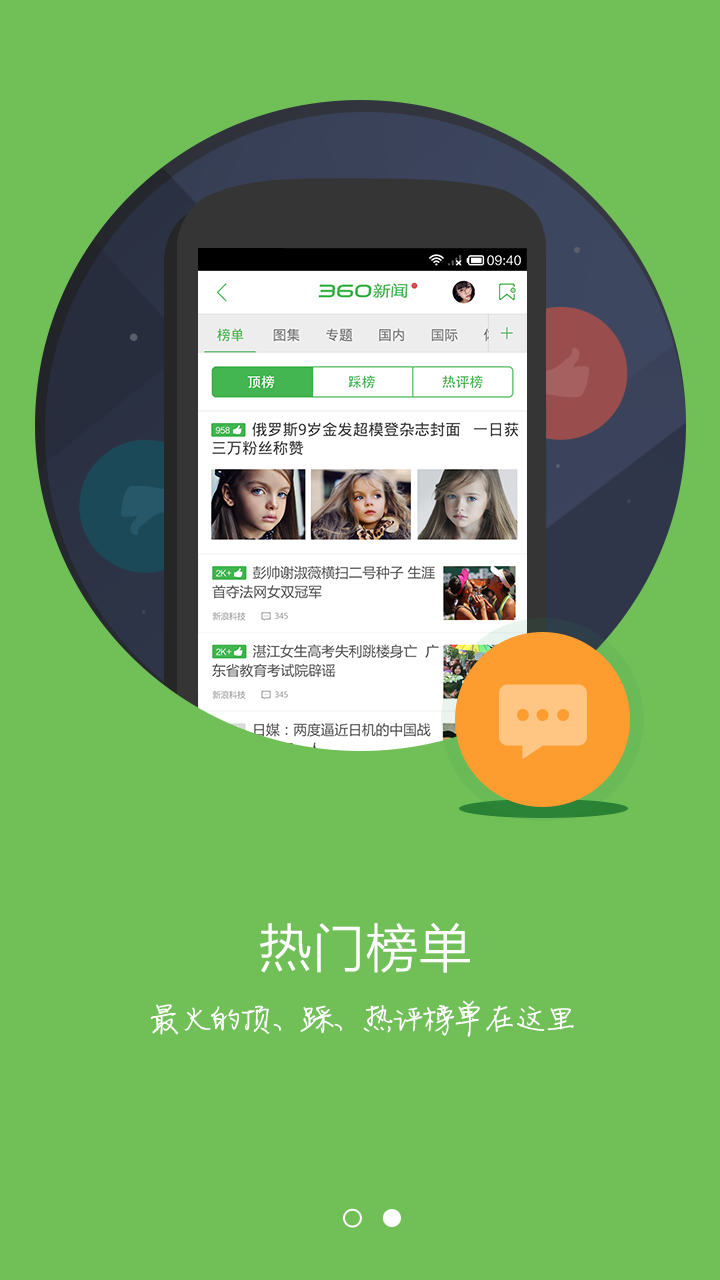 09:40
360新闻
榜单 图集 专题 国内 国际
顶榜 踩榜 热评榜
958 俄罗斯9岁金发超模登杂志封面 一日获
三万粉丝称赞
2K+ 彭帅谢淑薇横扫二号种子 生涯
首夺法网女双冠军
新浪科技 345
2K+ 湛江女生高考失利跳楼身亡 广
东省教育考试院辟谣
新浪科技 345
日媒：两度逼近日机的中国战
热门榜单
最火的顶、踩、热评榜单在这里